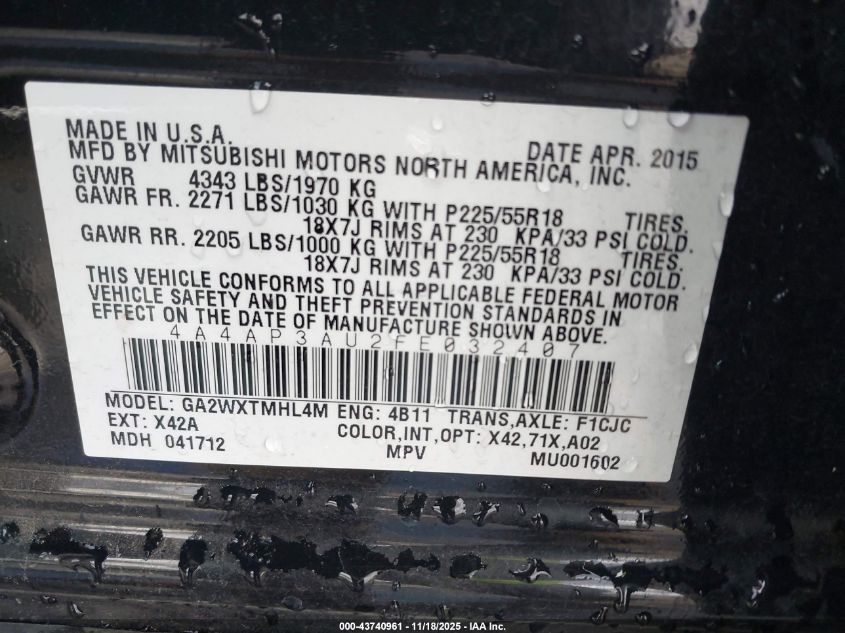 MADE IN U.S.A. DATE APR. 2015
MFD BY MITSUBISHI MOTORS NORTH AMERICA, INC.
GVWR 4343 LBS/1970 KG
GAWR FR. 2271 LBS/1030 KG WITH P225/55R18 TIRES.
18X7J RIMS AT 230 KPA/33 PSI COLD.
GAWR RR. 2205 LBS/1000 KG WITH P225/55R18 TIRES.
18X7J RIMS AT 230 KPA/33 PSI COLD.
THIS VEHICLE CONFORMS TO ALL APPLICABLE FEDERAL MOTOR
VEHICLE SAFETY AND THEFT PREVENTION STANDARDS IN
EFFECT ON THE DATE OF MANUFACTURE SHOWN ABOVE.
4A4AP3AU2FE032407
MODEL: GA2WXTMHL4M ENG: 4B11 TRANS,AXLE: F1CJC
EXT: X42A COLOR,INT,OPT: X42,71X,A02
MDH 041712 MPV MU001602
000-43740961 - 11/18/2025 - IAA Inc.